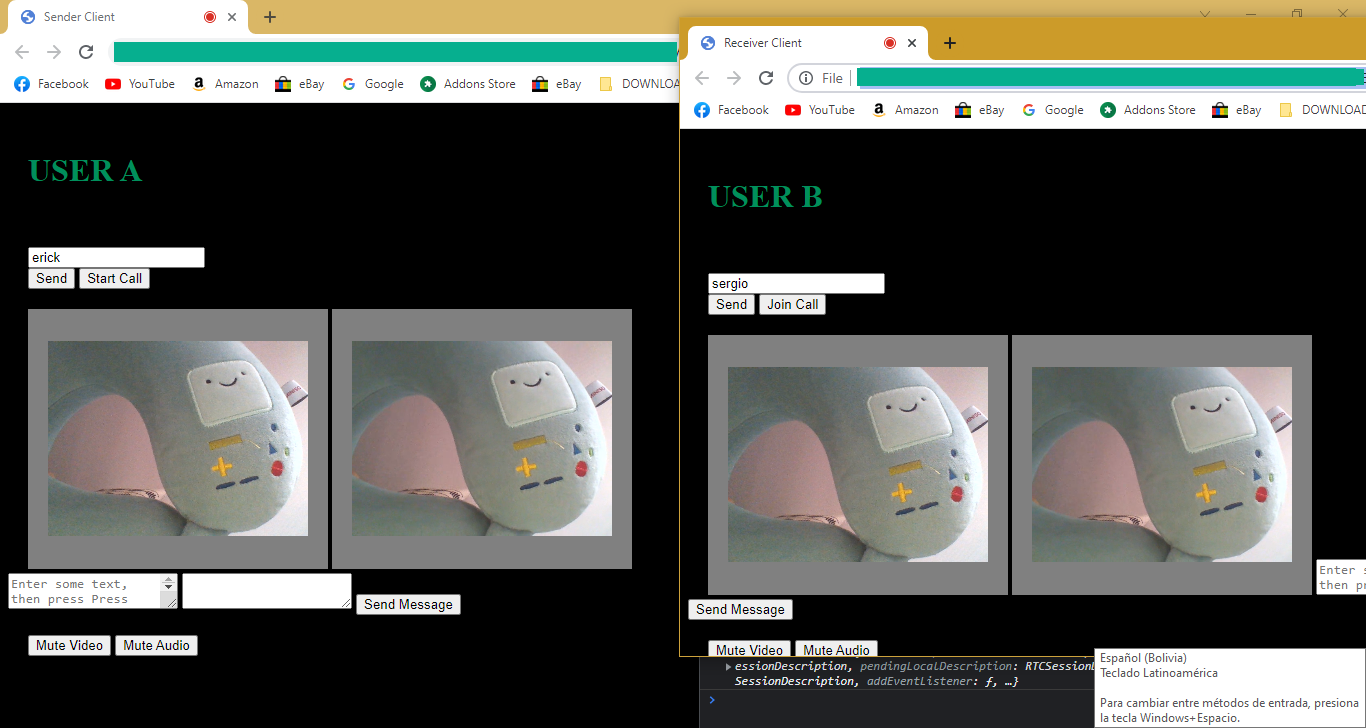 Sender Client
Facebook YouTube Amazon eBay Google Addons Store eBay DOWNLOA
USER A
erick
Send Start Call
Enter some text,
then press Press
Send Message
Mute Video Mute Audio
Receiver Client
File
Facebook YouTube Amazon eBay Google Addons Store eBay DOWNLOAD
USER B
sergio
Send Join Call
Enter s
then pr
Send Message
Mute Video Mute Audio
essionDescription, pendingLocalDescription: RTCSession
SessionDescription, addEventListener: ƒ, …}
Español (Bolivia)
Teclado Latinoamérica
Para cambiar entre métodos de entrada, presiona
la tecla Windows+Espacio.